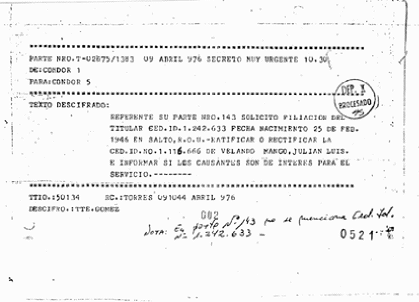 PARTE NRO.T-02875/1383 09 ABRIL 976 SECRETO MUY URGENTE 10.30
DE:CONDOR 1
PARA:CONDOR 5
DEP. X
PROCESADO
TEXTO DESCIFRADO:
REFERENTE SU PARTE NRO.143 SOLICITO FILIACION DEL
TITULAR CED.ID.1.242.633 FECHA NACIMIENTO 25 DE FEB.
1946 EN SALTO,R.O.U.-RATIFICAR O RECTIFICAR LA
CED.ID.NO.1.116.666 DE VELANDO MANGO,JULIAN LUIS.
E INFORMAR SI LOS CAUSANTES SON DE INTERES PARA EL
SERVICIO.--------
TTIO.:50134 RC.:TORRES 091044 ABRIL 976
DESCIFRO.:TTE.GOMEZ
002
NOTA: En parte Nº 143 no se menciona Ced. Id.
Nº 1.242.633 —
0521